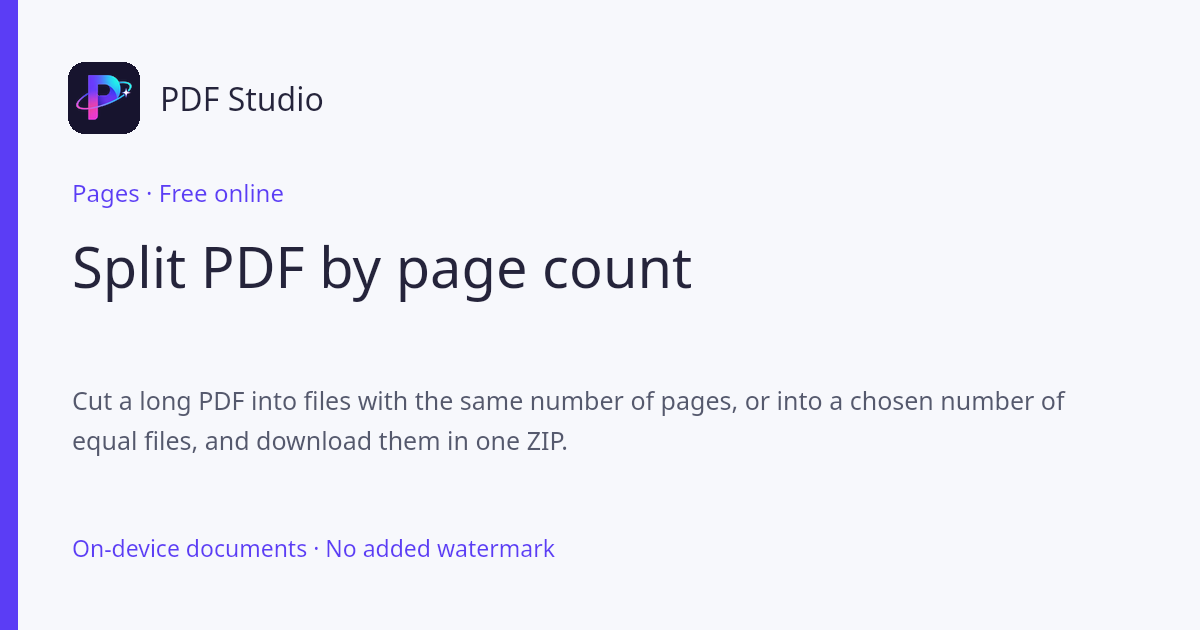 PDF Studio
Pages · Free online
Split PDF by page count
Cut a long PDF into files with the same number of pages, or into a chosen number of
equal files, and download them in one ZIP.
On-device documents · No added watermark